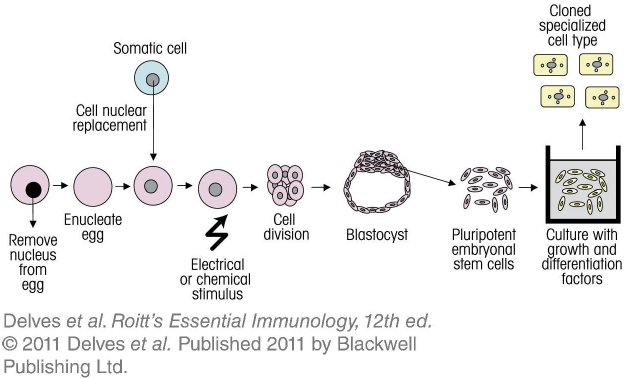 Cloned
specialized
cell type
Somatic cell
Cell nuclear
replacement
Remove
nucleus
from
egg
Enucleate
egg
Electrical
or chemical
stimulus
Cell
division
Blastocyst
Pluripotent
embryonal
stem cells
Culture with
growth and
differentiation
factors
Delves et al. Roitt's Essential Immunology, 12th ed.
© 2011 Delves et al. Published 2011 by Blackwell
Publishing Ltd.